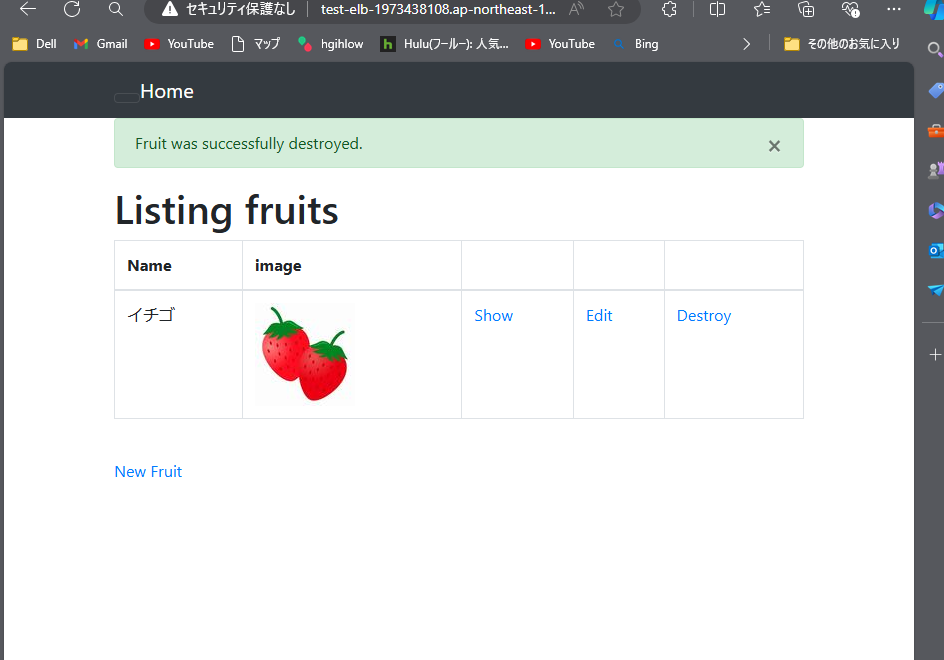 セキュリティ保護なし test-elb-1973438108.ap-northeast-1...
Dell Gmail YouTube マップ hgihlow Hulu(フールー): 人気... YouTube Bing その他のお気に入り
Home
Fruit was successfully destroyed. ×
Listing fruits
Name image
イチゴ Show Edit Destroy
New Fruit